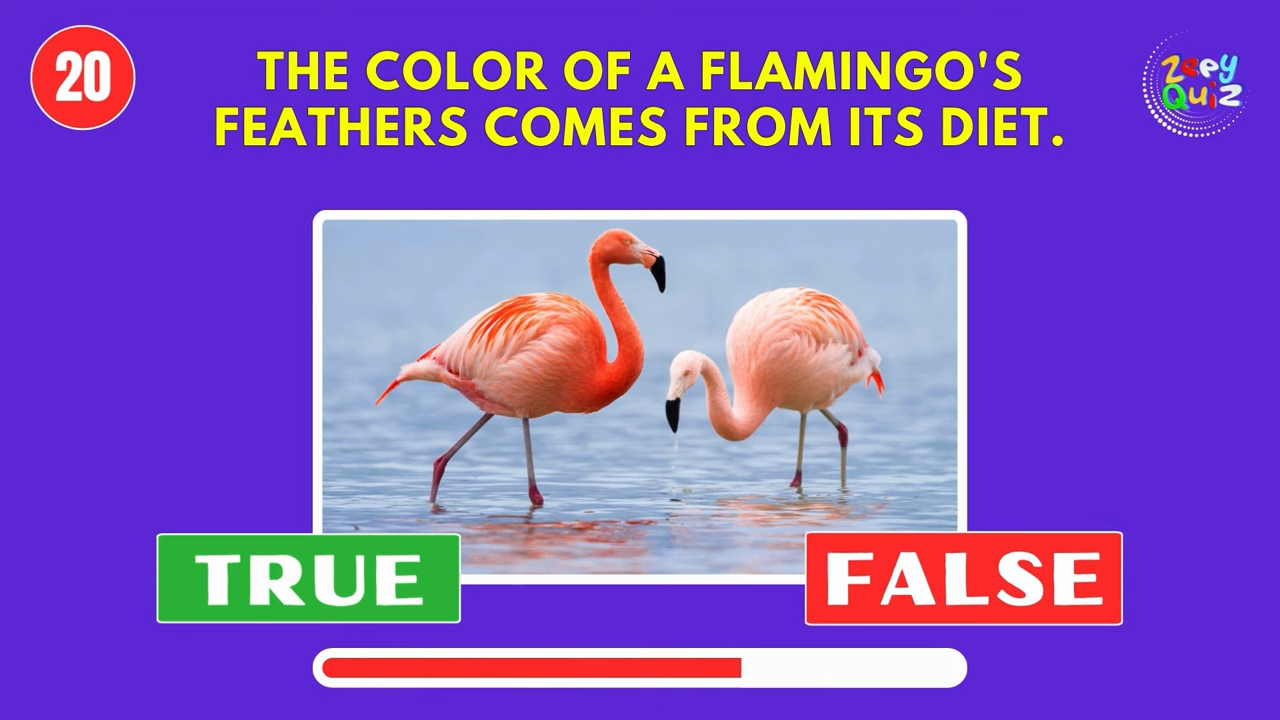 20
THE COLOR OF A FLAMINGO'S
FEATHERS COMES FROM ITS DIET.
Zeey
Quiz
TRUE
FALSE